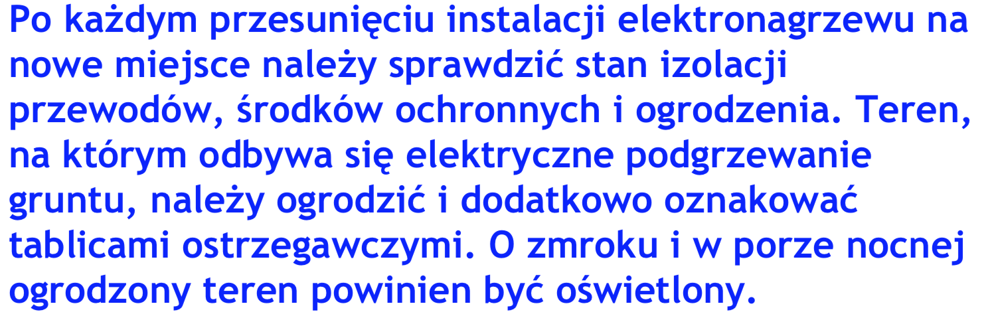 Po każdym przesunięciu instalacji elektronagrzewu na
nowe miejsce należy sprawdzić stan izolacji
przewodów, środków ochronnych i ogrodzenia. Teren,
na którym odbywa się elektryczne podgrzewanie
gruntu, należy ogrodzić i dodatkowo oznakować
tablicami ostrzegawczymi. O zmroku i w porze nocnej
ogrodzony teren powinien być oświetlony.